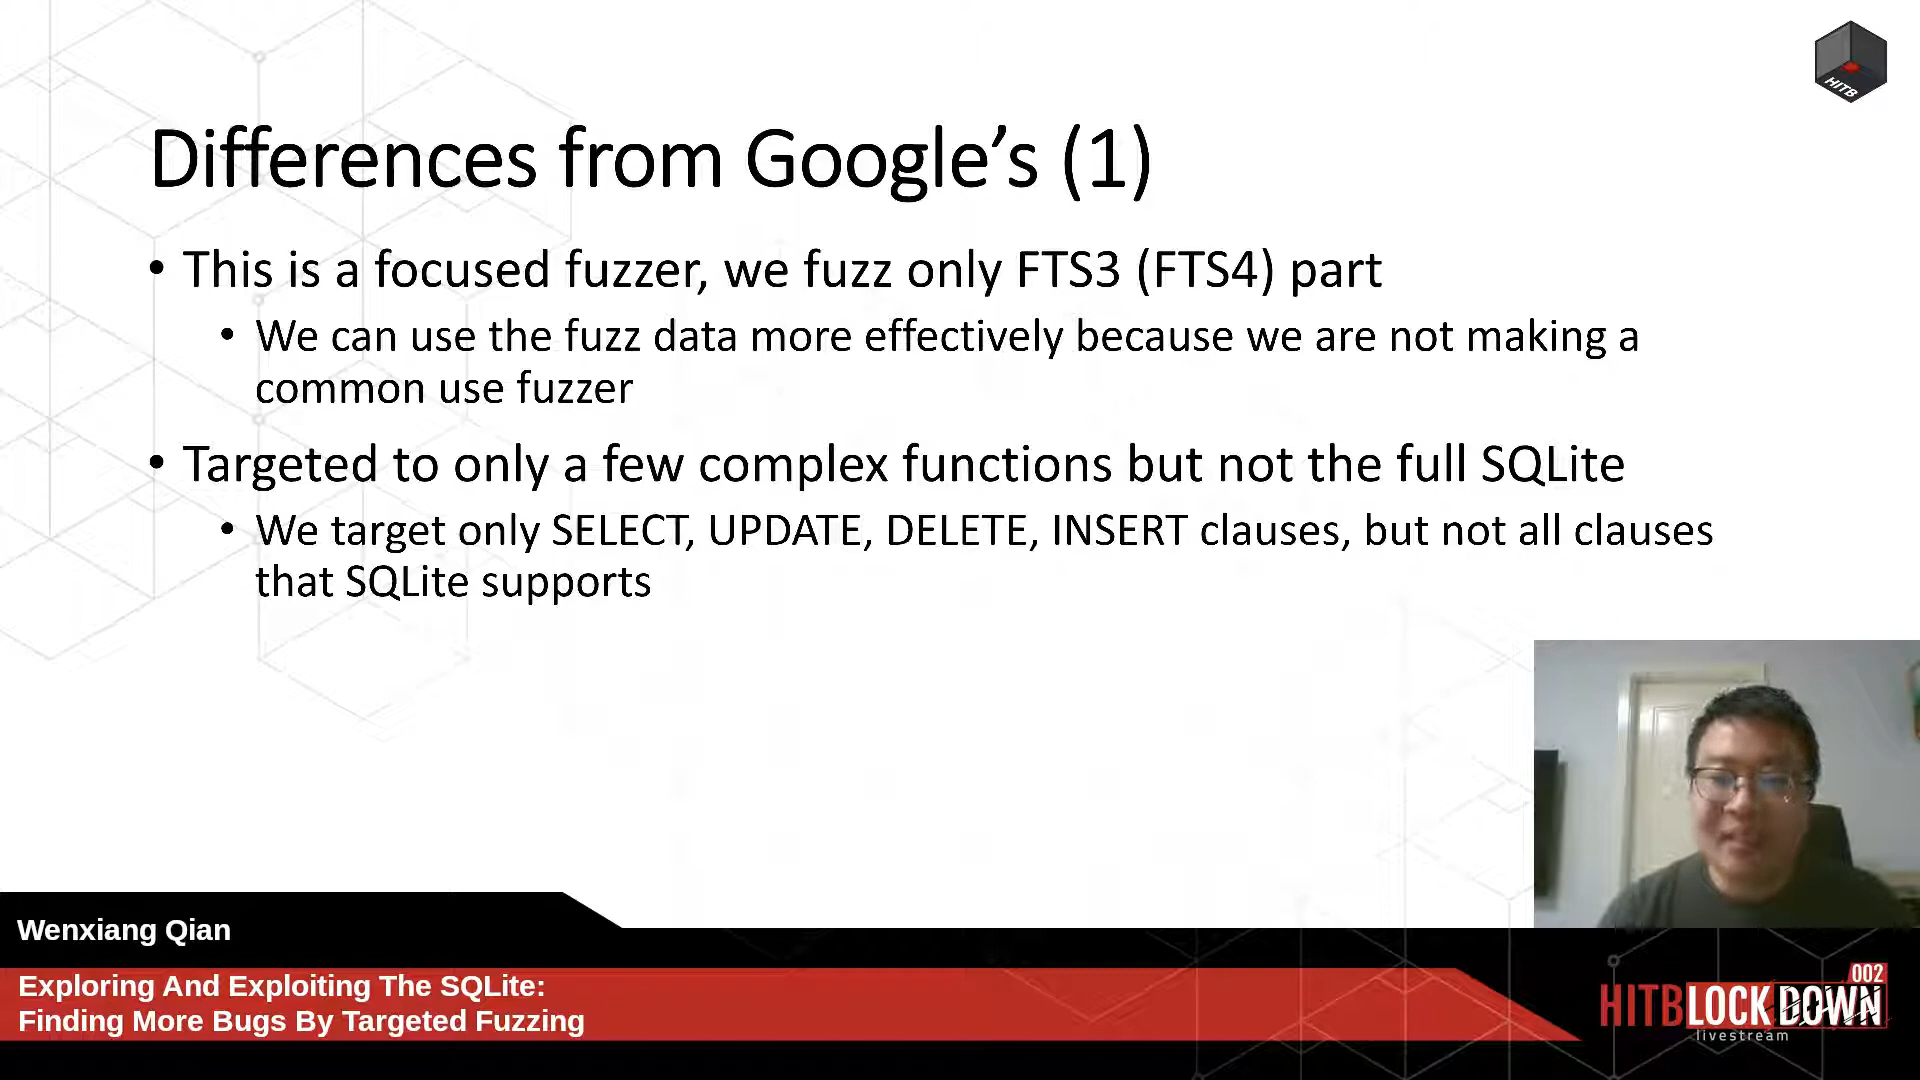 HITB
Differences from Google’s (1)
• This is a focused fuzzer, we fuzz only FTS3 (FTS4) part
• We can use the fuzz data more effectively because we are not making a
common use fuzzer
• Targeted to only a few complex functions but not the full SQLite
• We target only SELECT, UPDATE, DELETE, INSERT clauses, but not all clauses
that SQLite supports
Wenxiang Qian
Exploring And Exploiting The SQLite:
Finding More Bugs By Targeted Fuzzing
002
HITBLOCKDOWN
livestream